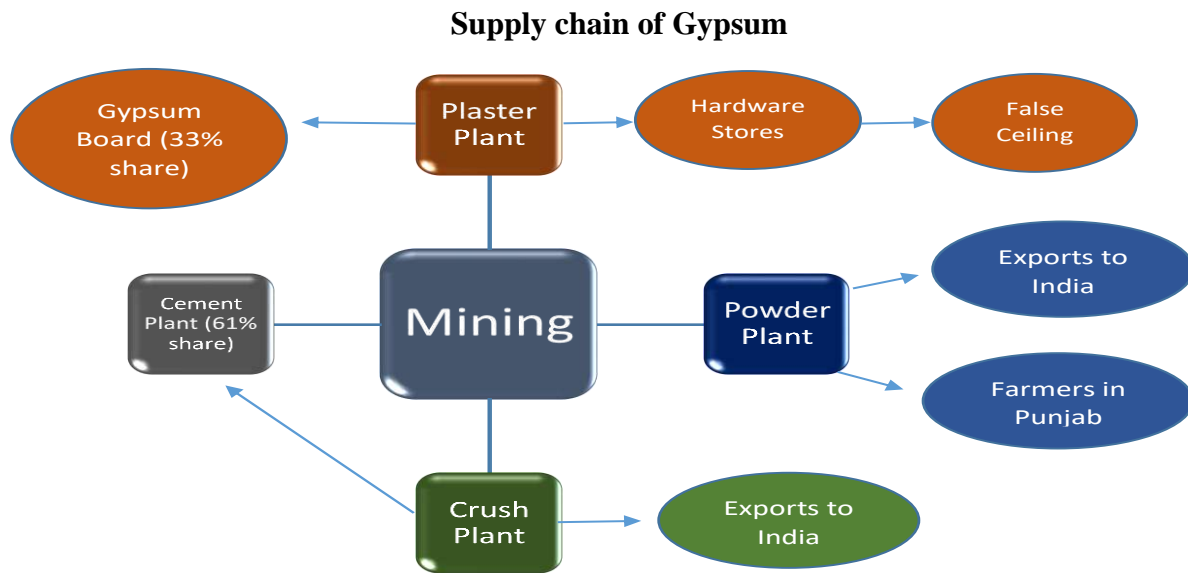 Supply chain of Gypsum
Gypsum
Board (33%
share)
Plaster
Plant
Hardware
Stores
False
Ceiling
Cement
Plant (61%
share)
Mining
Powder
Plant
Exports to
India
Farmers in
Punjab
Crush
Plant
Exports to
India